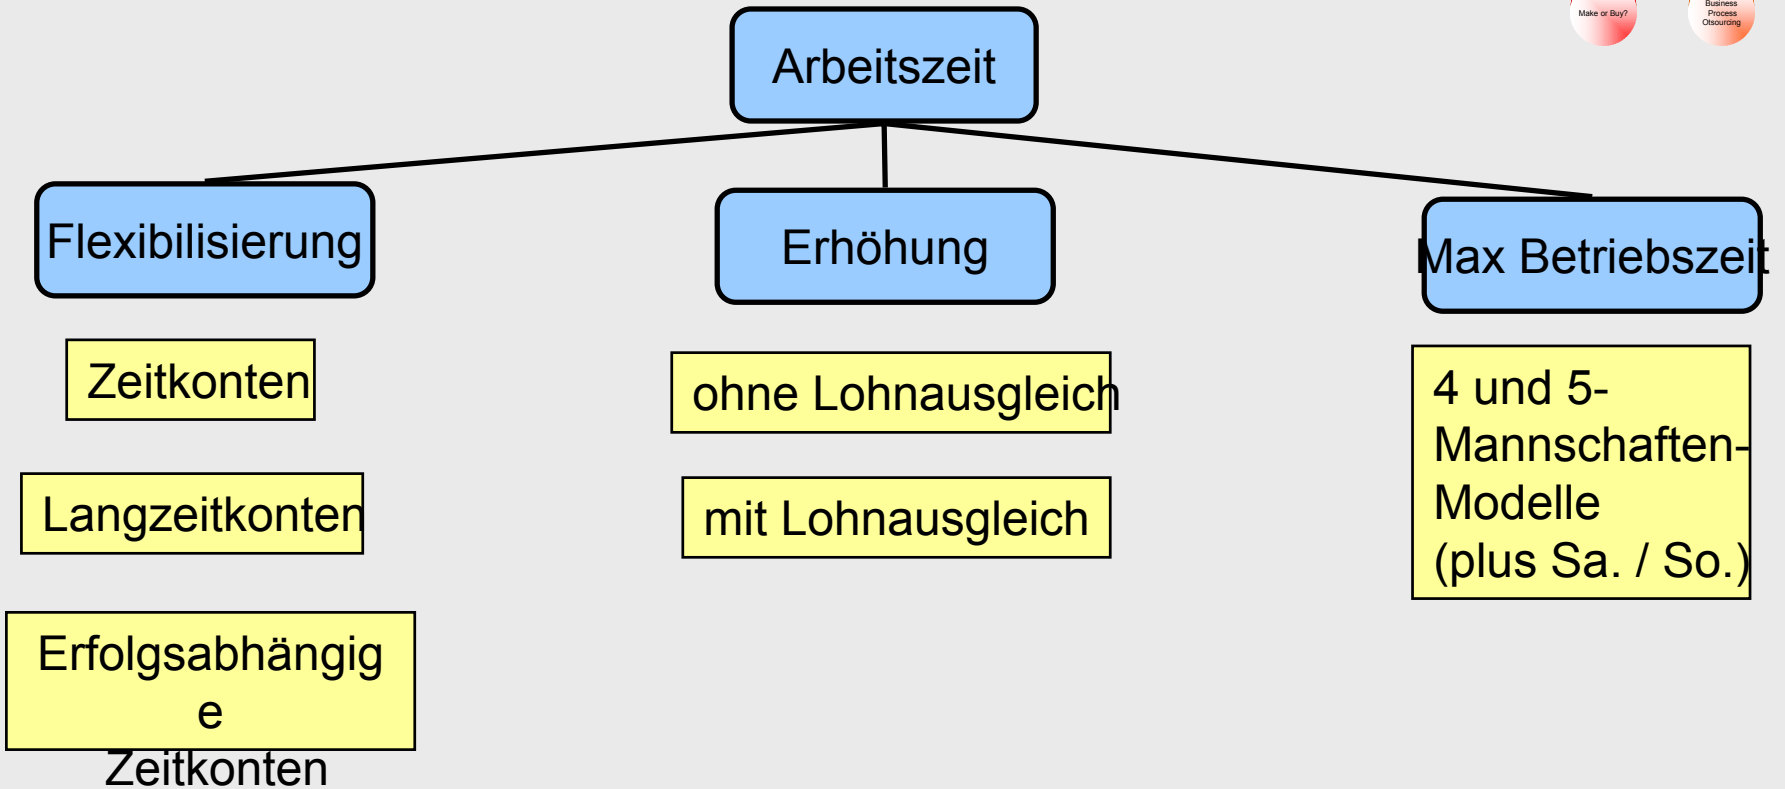 Make or Buy?
Business
Process
Otsourcing
Arbeitszeit
Flexibilisierung
Erhöhung
Max Betriebszeit
Zeitkonten
Langzeitkonten
Erfolgsabhängig
e
Zeitkonten
ohne Lohnausgleich
mit Lohnausgleich
4 und 5-
Mannschaften-
Modelle
(plus Sa. / So.)